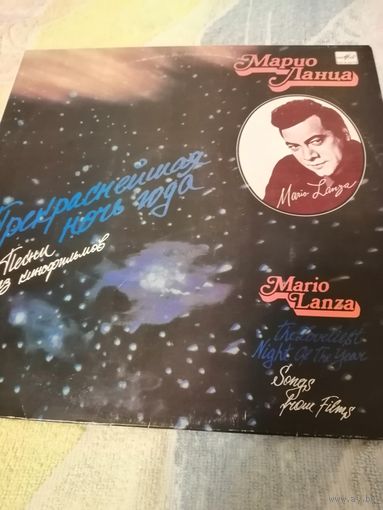 Марио
Ланца
Mario Lanza
Прекраснейшая
ночь года
Песни
из кинофильмов
Mario
Lanza
The Loveliest
Night Of The Year
Songs
from Films